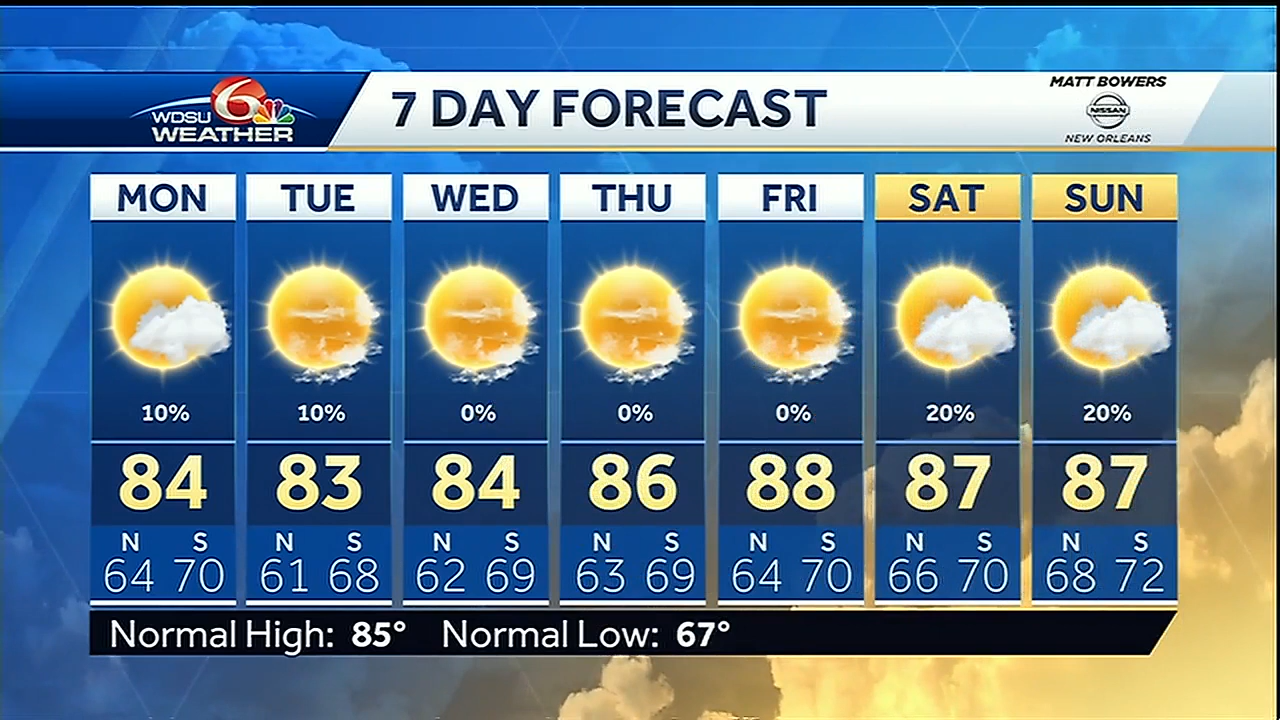 WDSU 6
WEATHER
7 DAY FORECAST
MATT BOWERS
NISSAN
NEW ORLEANS
MON TUE WED THU FRI SAT SUN
10% 10% 0% 0% 0% 20% 20%
84 83 84 86 88 87 87
N S N S N S N S N S N S N S
64 70 61 68 62 69 63 69 64 70 66 70 68 72
Normal High: 85° Normal Low: 67°